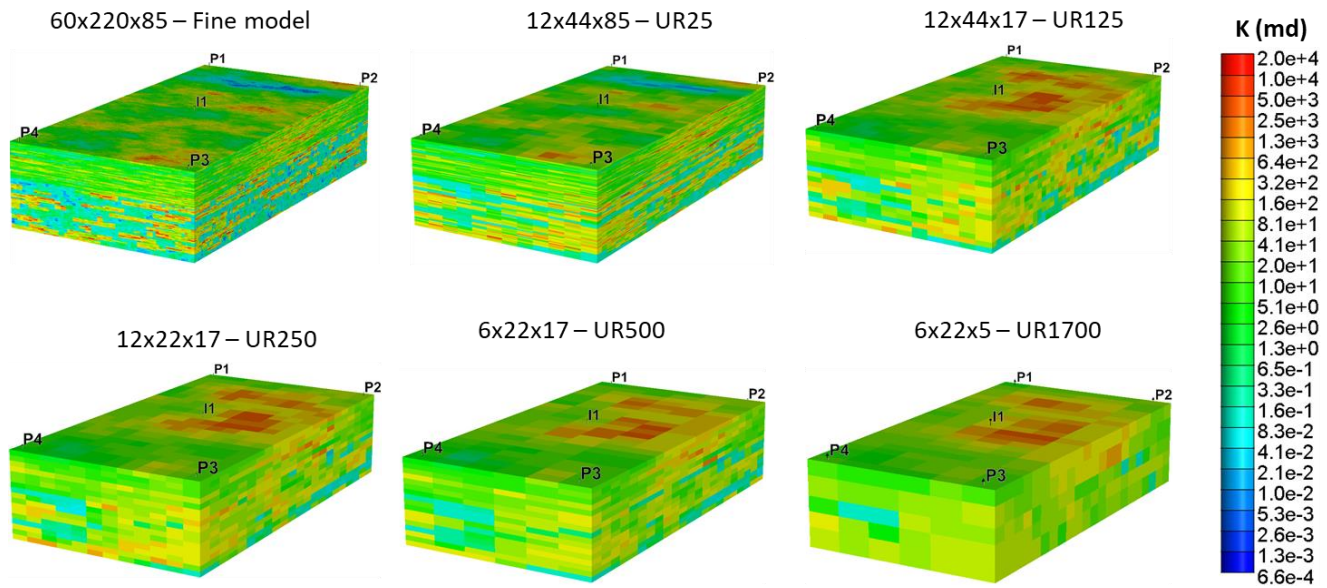 60x220x85 – Fine model
12x44x85 – UR25
12x44x17 – UR125
K (md)
P1
P2
I1
P4
P3
P1
P2
I1
P4
P3
P1
P2
I1
P4
P3
2.0e+4
1.0e+4
5.0e+3
2.5e+3
1.3e+3
6.4e+2
3.2e+2
1.6e+2
8.1e+1
4.1e+1
2.0e+1
1.0e+1
5.1e+0
2.6e+0
1.3e+0
6.5e-1
3.3e-1
1.6e-1
8.3e-2
4.1e-2
2.1e-2
1.0e-2
5.3e-3
2.6e-3
1.3e-3
6.6e-4
12x22x17 – UR250
6x22x17 – UR500
6x22x5 – UR1700
P1
P2
I1
P4
P3
P1
P2
I1
P4
P3
P1
P2
I1
P4
P3